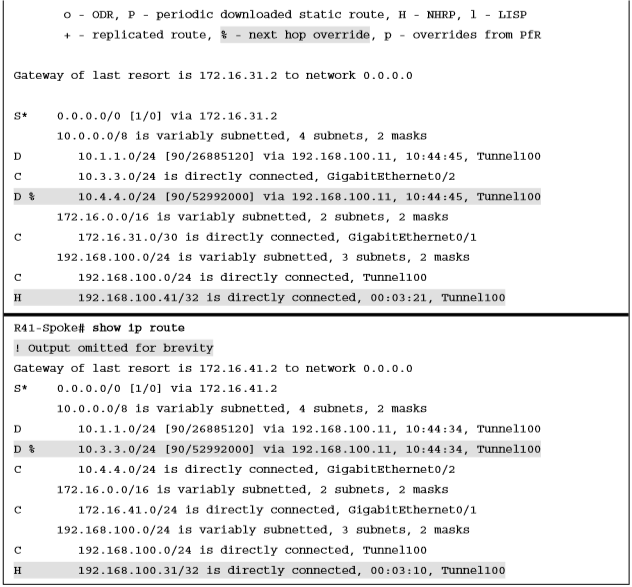 o - ODR, P - periodic downloaded static route, H - NHRP, l - LISP
+ - replicated route, % - next hop override, p - overrides from PfR
Gateway of last resort is 172.16.31.2 to network 0.0.0.0
S* 0.0.0.0/0 [1/0] via 172.16.31.2
10.0.0.0/8 is variably subnetted, 4 subnets, 2 masks
D 10.1.1.0/24 [90/26885120] via 192.168.100.11, 10:44:45, Tunnel100
C 10.3.3.0/24 is directly connected, GigabitEthernet0/2
D % 10.4.4.0/24 [90/52992000] via 192.168.100.11, 10:44:45, Tunnel100
172.16.0.0/16 is variably subnetted, 2 subnets, 2 masks
C 172.16.31.0/30 is directly connected, GigabitEthernet0/1
192.168.100.0/24 is variably subnetted, 3 subnets, 2 masks
C 192.168.100.0/24 is directly connected, Tunnel100
H 192.168.100.41/32 is directly connected, 00:03:21, Tunnel100
R41-Spoke# show ip route
! Output omitted for brevity
Gateway of last resort is 172.16.41.2 to network 0.0.0.0
S* 0.0.0.0/0 [1/0] via 172.16.41.2
10.0.0.0/8 is variably subnetted, 4 subnets, 2 masks
D 10.1.1.0/24 [90/26885120] via 192.168.100.11, 10:44:34, Tunnel100
D % 10.3.3.0/24 [90/52992000] via 192.168.100.11, 10:44:34, Tunnel100
C 10.4.4.0/24 is directly connected, GigabitEthernet0/2
172.16.0.0/16 is variably subnetted, 2 subnets, 2 masks
C 172.16.41.0/24 is directly connected, GigabitEthernet0/1
192.168.100.0/24 is variably subnetted, 3 subnets, 2 masks
C 192.168.100.0/24 is directly connected, Tunnel100
H 192.168.100.31/32 is directly connected, 00:03:10, Tunnel100